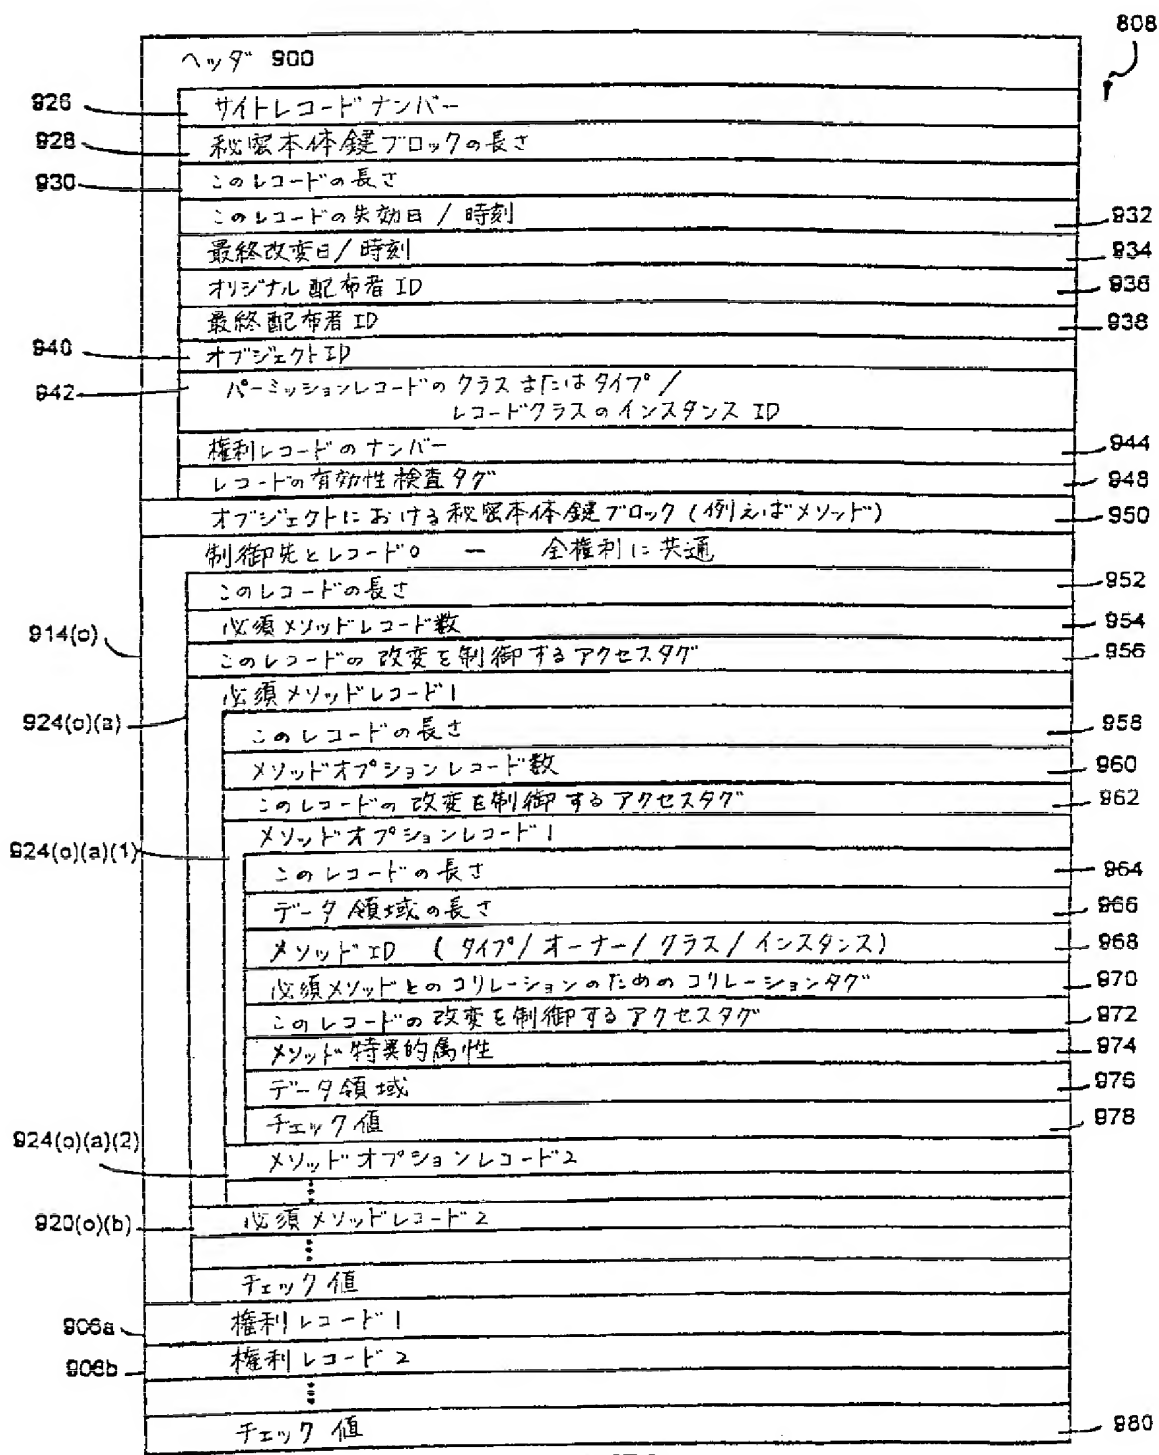 808
ヘッダ 900
926 サイトレコードナンバー
928 秘密本体鍵ブロックの長さ
930 このレコードの長さ
このレコードの失効日/時刻 932
最終改変日/時刻 934
オリジナル配布者 ID 936
最終配布者 ID 938
940 オブジェクトID
942 パーミッションレコードのクラスまたはタイプ/
レコードクラスのインスタンス ID
権利レコードのナンバー 944
レコードの有効性検査タグ 948
オブジェクトにおける秘密本体鍵ブロック(例えばメソッド) 950
制御先とレコード0 ー 全権利に共通
このレコードの長さ 952
必須メソッドレコード数 954
914(o)
このレコードの改変を制御するアクセスタグ 956
必須メソッドレコード1
924(o)(a)
このレコードの長さ 958
メソッドオプションレコード数 960
このレコードの改変を制御するアクセスタグ 962
メソッドオプションレコード1
924(o)(a)(1)
このレコードの長さ 964
データ領域の長さ 966
メソッドID (タイプ/オーナー/クラス/インスタンス) 968
必須メソッドとのコリレーションのためのコリレーションタグ 970
このレコードの改変を制御するアクセスタグ 972
メソッド特異的属性 974
データ領域 976
チェック値 978
924(o)(a)(2)
メソッドオプションレコード2
920(o)(b) 必須メソッドレコード2
チェック値
906a 権利レコード1
906b 権利レコード2
チェック値 980